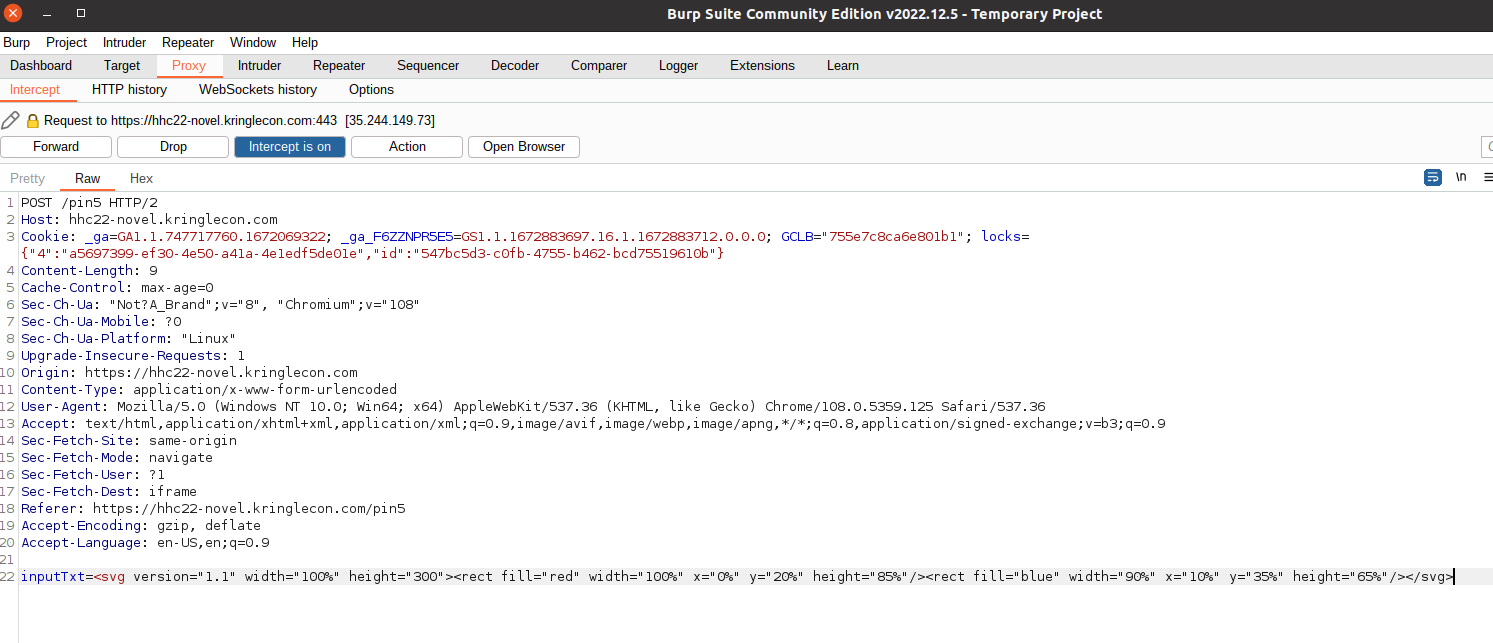 Burp Suite Community Edition v2022.12.5 - Temporary Project
Burp Project Intruder Repeater Window Help
Dashboard Target Proxy Intruder Repeater Sequencer Decoder Comparer Logger Extensions Learn
Intercept HTTP history WebSockets history Options
Request to https://hhc22-novel.kringlecon.com:443 [35.244.149.73]
Forward Drop Intercept is on Action Open Browser
Pretty Raw Hex \n
1 POST /pin5 HTTP/2
2 Host: hhc22-novel.kringlecon.com
3 Cookie: _ga=GA1.1.747717760.1672069322; _ga_F6ZZNPR5E5=GS1.1.1672883697.16.1.1672883712.0.0.0; GCLB="755e7c8ca6e801b1"; locks=
{"4":"a5697399-ef30-4e50-a41a-4e1edf5de01e","id":"547bc5d3-c0fb-4755-b462-bcd75519610b"}
4 Content-Length: 9
5 Cache-Control: max-age=0
6 Sec-Ch-Ua: "Not?A_Brand";v="8", "Chromium";v="108"
7 Sec-Ch-Ua-Mobile: ?0
8 Sec-Ch-Ua-Platform: "Linux"
9 Upgrade-Insecure-Requests: 1
10 Origin: https://hhc22-novel.kringlecon.com
11 Content-Type: application/x-www-form-urlencoded
12 User-Agent: Mozilla/5.0 (Windows NT 10.0; Win64; x64) AppleWebKit/537.36 (KHTML, like Gecko) Chrome/108.0.5359.125 Safari/537.36
13 Accept: text/html,application/xhtml+xml,application/xml;q=0.9,image/avif,image/webp,image/apng,*/*;q=0.8,application/signed-exchange;v=b3;q=0.9
14 Sec-Fetch-Site: same-origin
15 Sec-Fetch-Mode: navigate
16 Sec-Fetch-User: ?1
17 Sec-Fetch-Dest: iframe
18 Referer: https://hhc22-novel.kringlecon.com/pin5
19 Accept-Encoding: gzip, deflate
20 Accept-Language: en-US,en;q=0.9
21
22 inputTxt=<svg version="1.1" width="100%" height="300"><rect fill="red" width="100%" x="0%" y="20%" height="85%"/><rect fill="blue" width="90%" x="10%" y="35%" height="65%"/></svg>